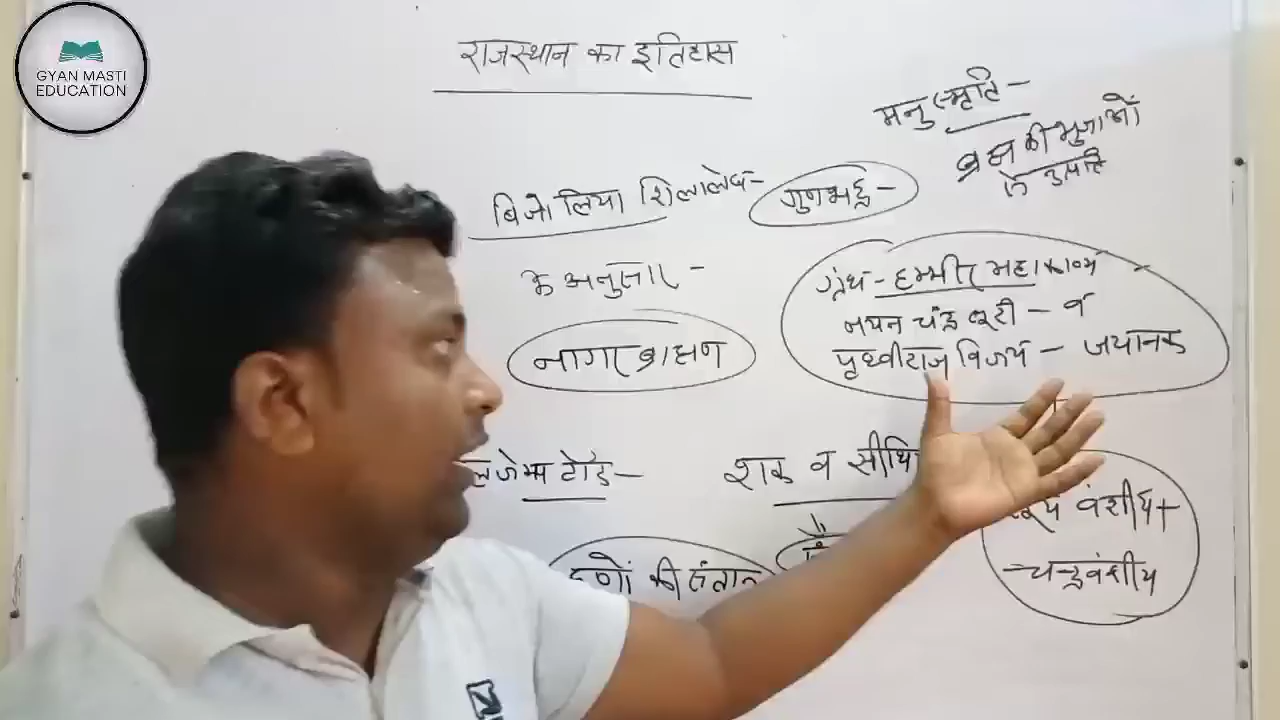 GYAN MASTI
EDUCATION
राजस्थान का इतिहास
मनुस्मृति -
ब्रह्म की भुजाओं
से उत्पति
बिजोलिया शिलालेख -
गुणभद्र -
के अनुसार -
नागर ब्राह्मण
ग्रंथ - हम्मीर महाकाव्य -
नयन चंद्र सूरी - व
पृथ्वीराज विजय - जयानक
जेम्स टॉड -
शक व सीथि
हुणों की संतान
वंशीय +
चन्द्रवंशीय